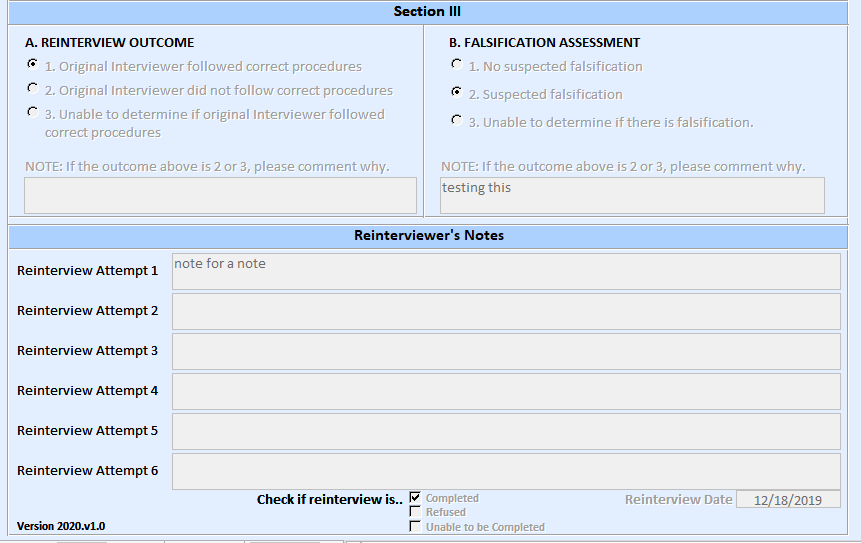 Section III
A. REINTERVIEW OUTCOME
1. Original Interviewer followed correct procedures
2. Original Interviewer did not follow correct procedures
3. Unable to determine if original Interviewer followed
correct procedures
NOTE: If the outcome above is 2 or 3, please comment why.
B. FALSIFICATION ASSESSMENT
1. No suspected falsification
2. Suspected falsification
3. Unable to determine if there is falsification.
NOTE: If the outcome above is 2 or 3, please comment why.
testing this
Reinterviewer's Notes
Reinterview Attempt 1 note for a note
Reinterview Attempt 2
Reinterview Attempt 3
Reinterview Attempt 4
Reinterview Attempt 5
Reinterview Attempt 6
Check if reinterview is.. Completed
Refused
Unable to be Completed
Reinterview Date 12/18/2019
Version 2020.v1.0